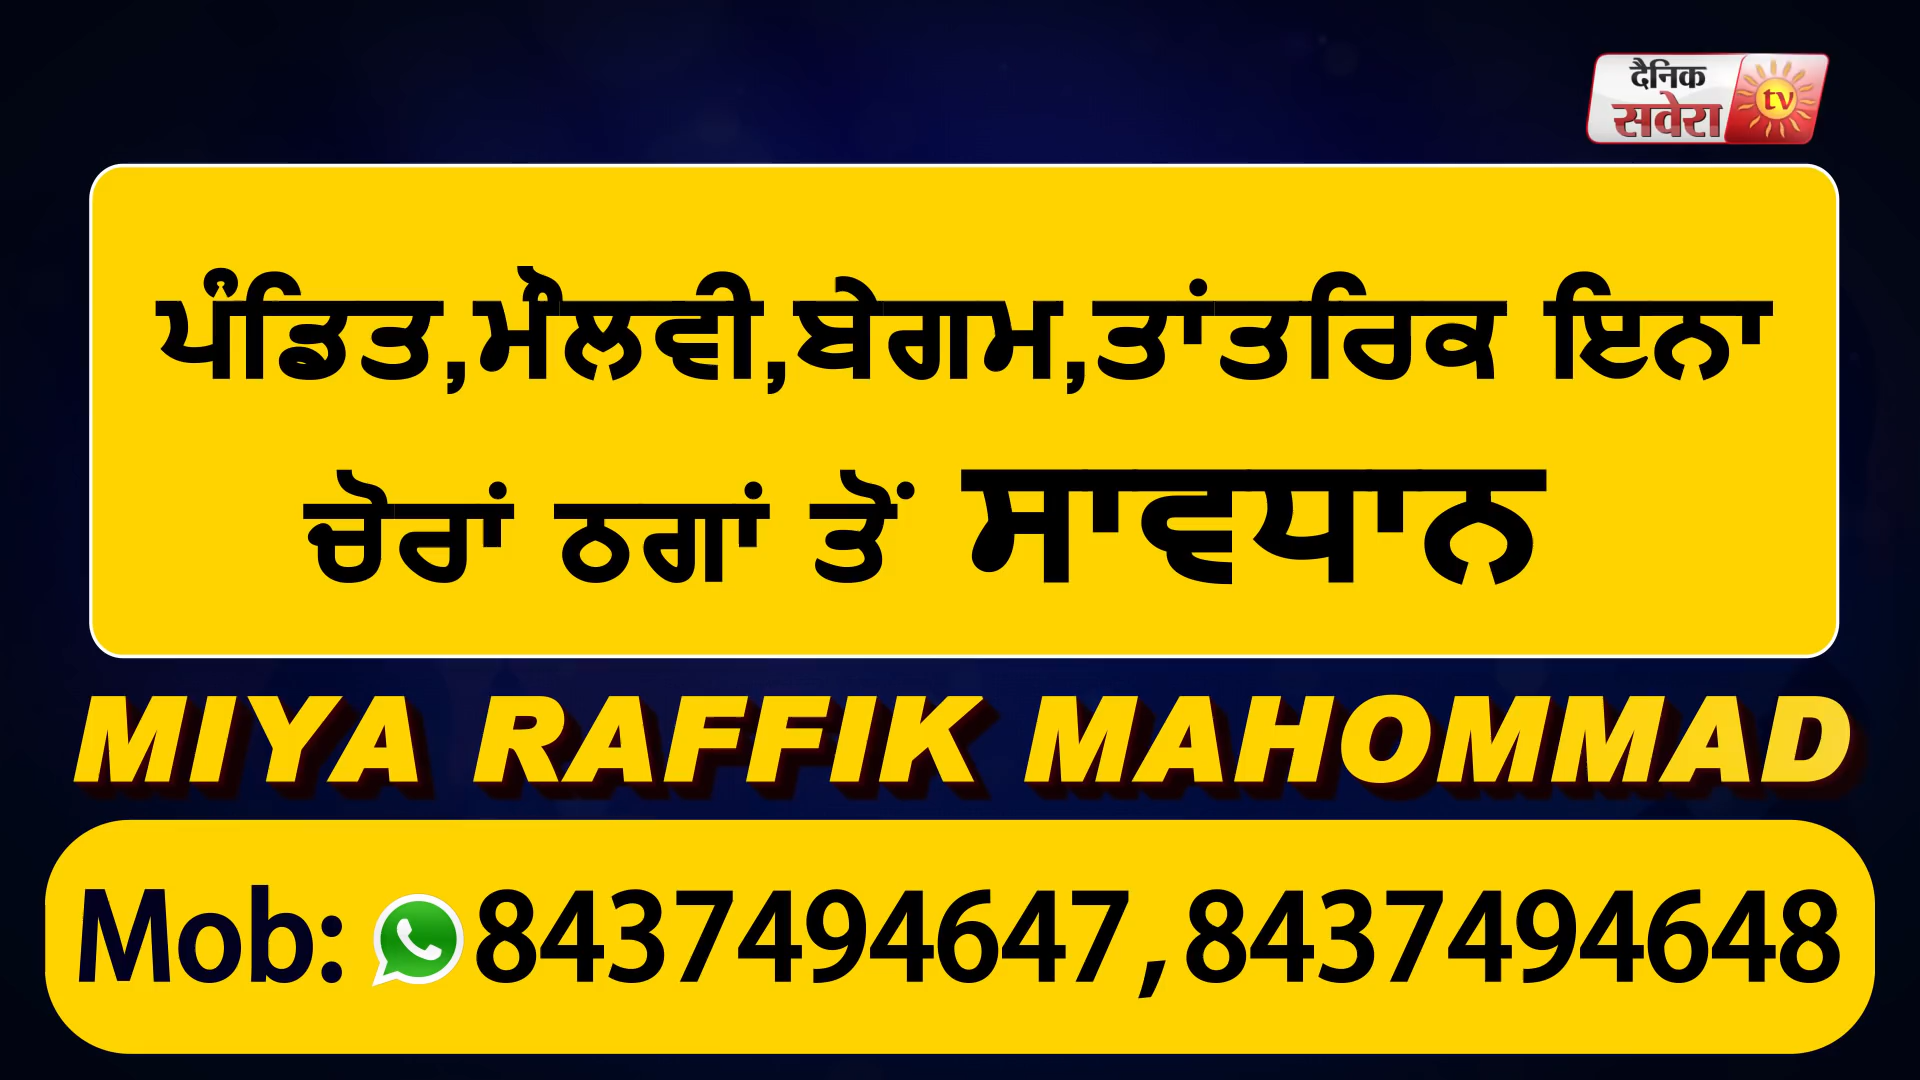 दैनिक
सवेरा tv
ਪੰਡਿਤ,ਮੌਲਵੀ,ਬੇਗਮ,ਤਾਂਤਰਿਕ ਇਨਾ
ਚੋਰਾਂ ਠਗਾਂ ਤੋਂ ਸਾਵਧਾਨ
MIYA RAFFIK MAHOMMAD
Mob: 8437494647,8437494648